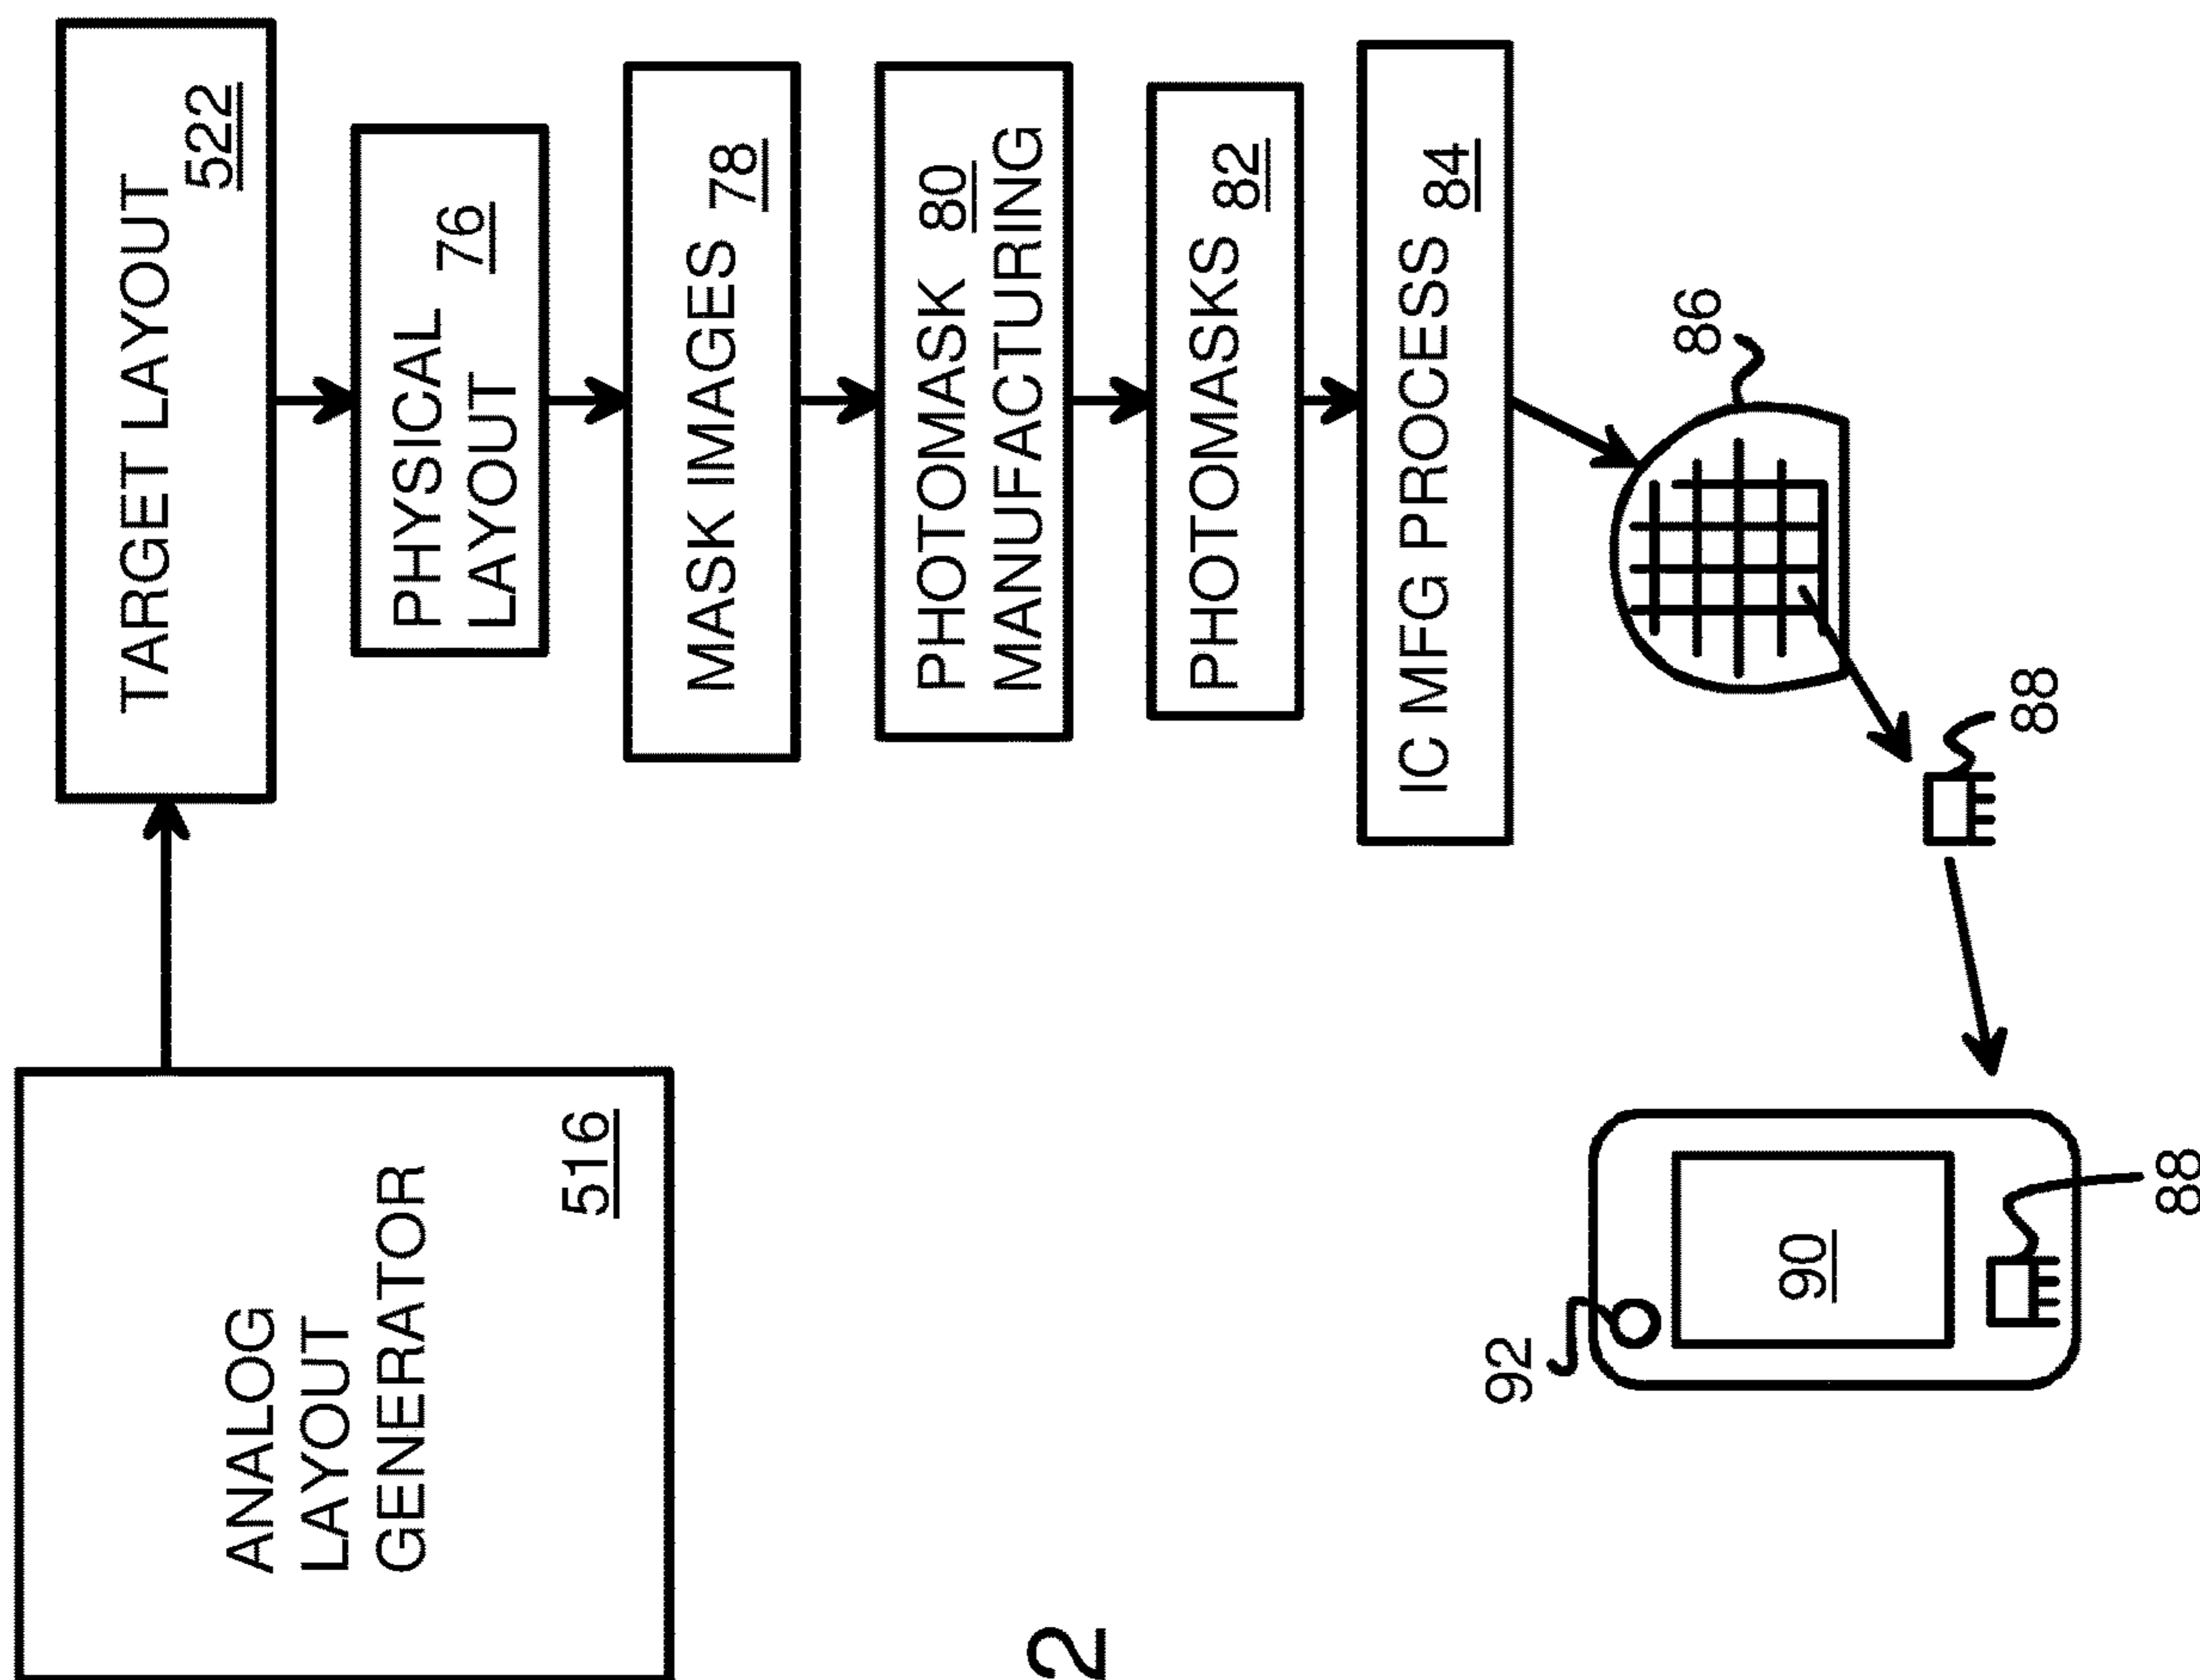 ANALOG
LAYOUT
GENERATOR
516
TARGET LAYOUT
522
PHYSICAL 76
LAYOUT
MASK IMAGES 78
PHOTOMASK 80
MANUFACTURING
PHOTOMASKS 82
IC MFG PROCESS 84
86
88
92
90
88
2